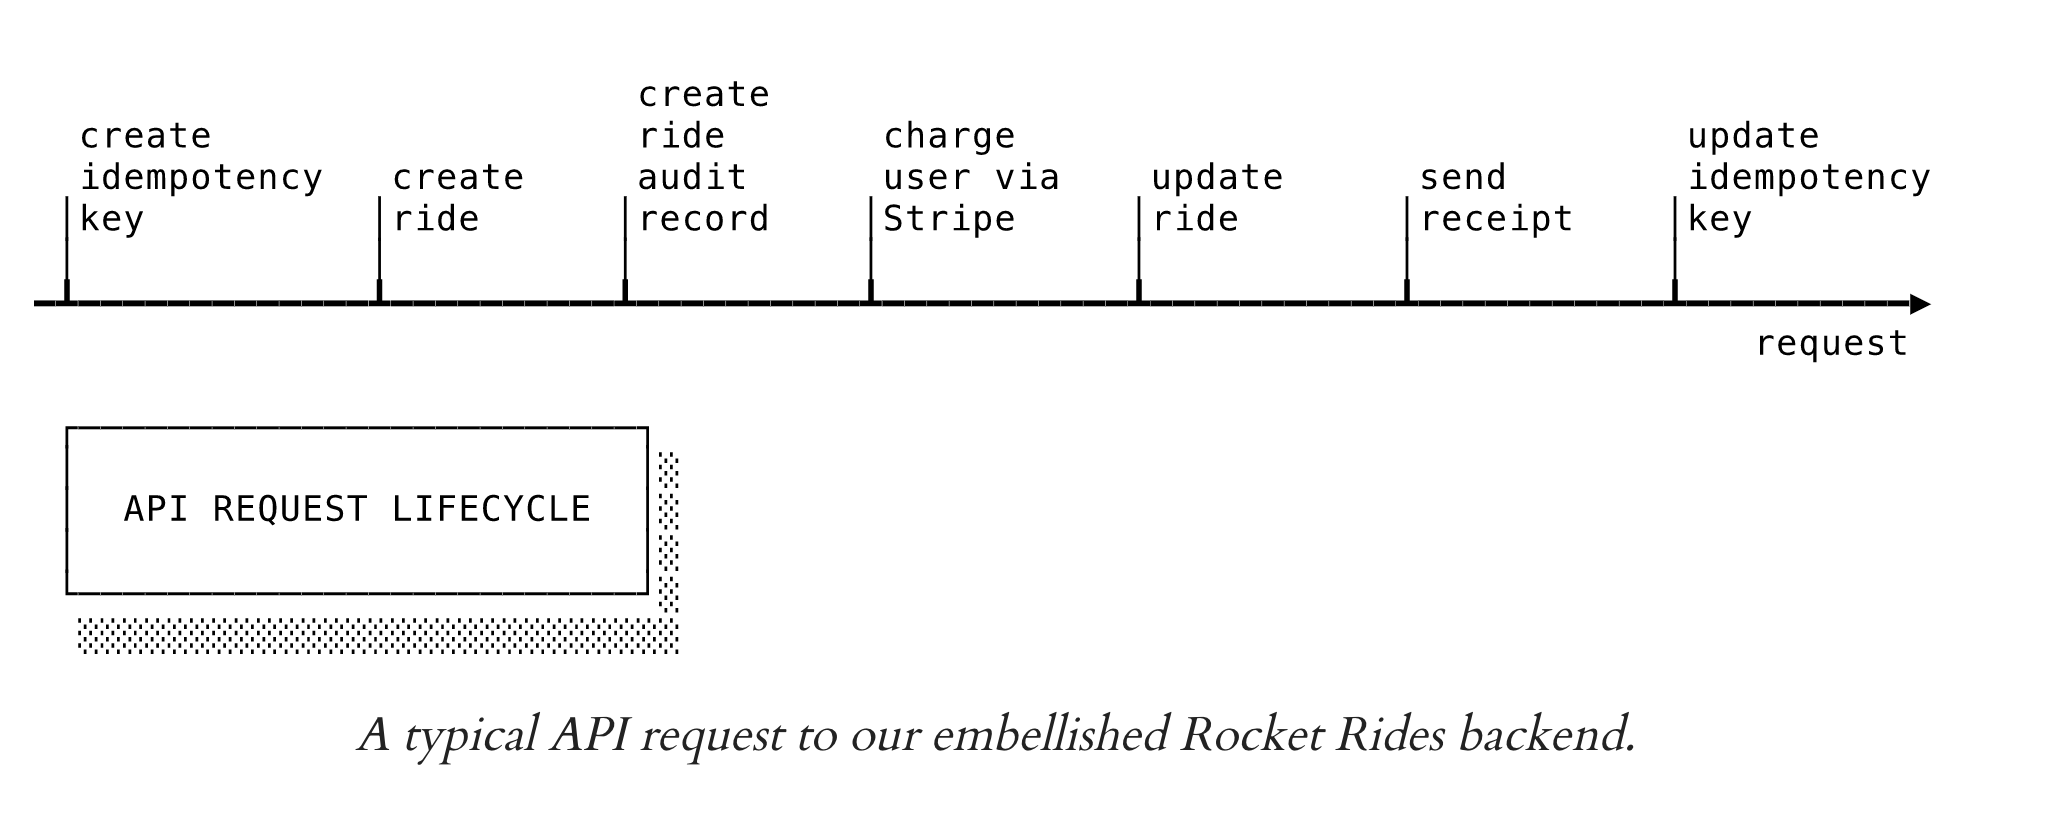 create
idempotency
key
create
ride
create
ride
audit
record
charge
user via
Stripe
update
ride
send
receipt
update
idempotency
key
request
API REQUEST LIFECYCLE
A typical API request to our embellished Rocket Rides backend.